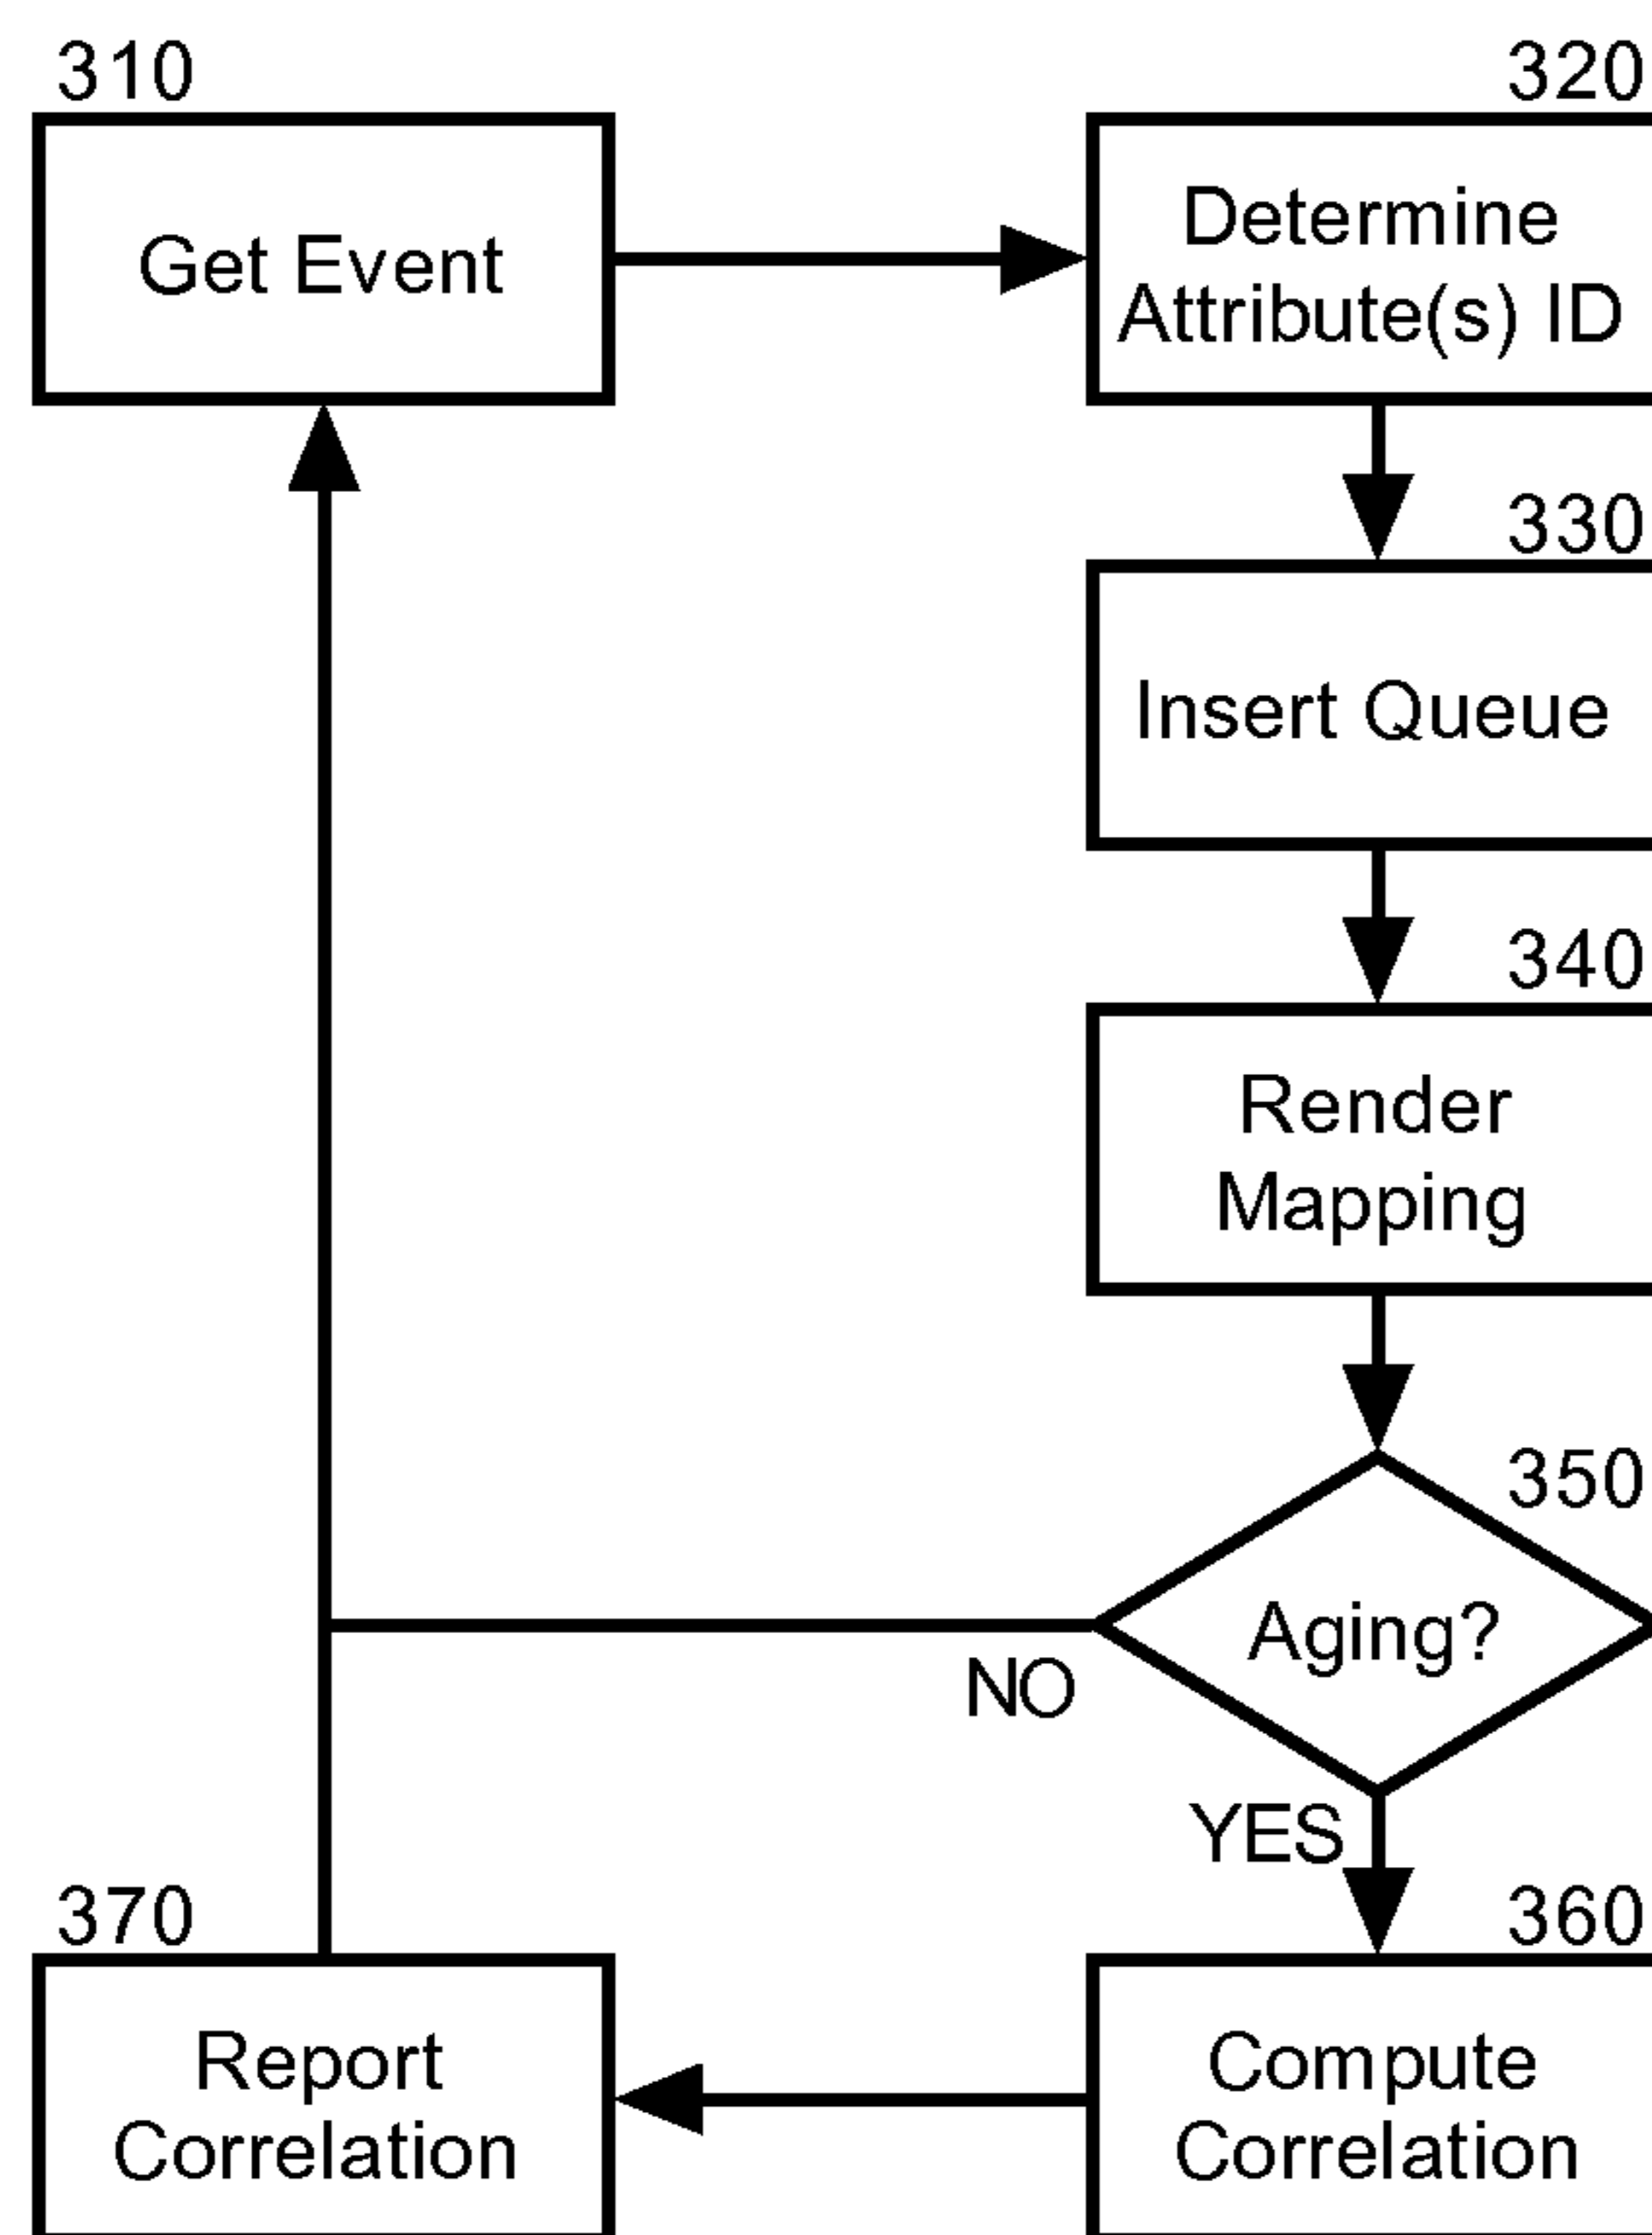 310
Get Event
320
Determine
Attribute(s) ID
330
Insert Queue
340
Render
Mapping
350
Aging?
NO
YES
360
Compute
Correlation
370
Report
Correlation